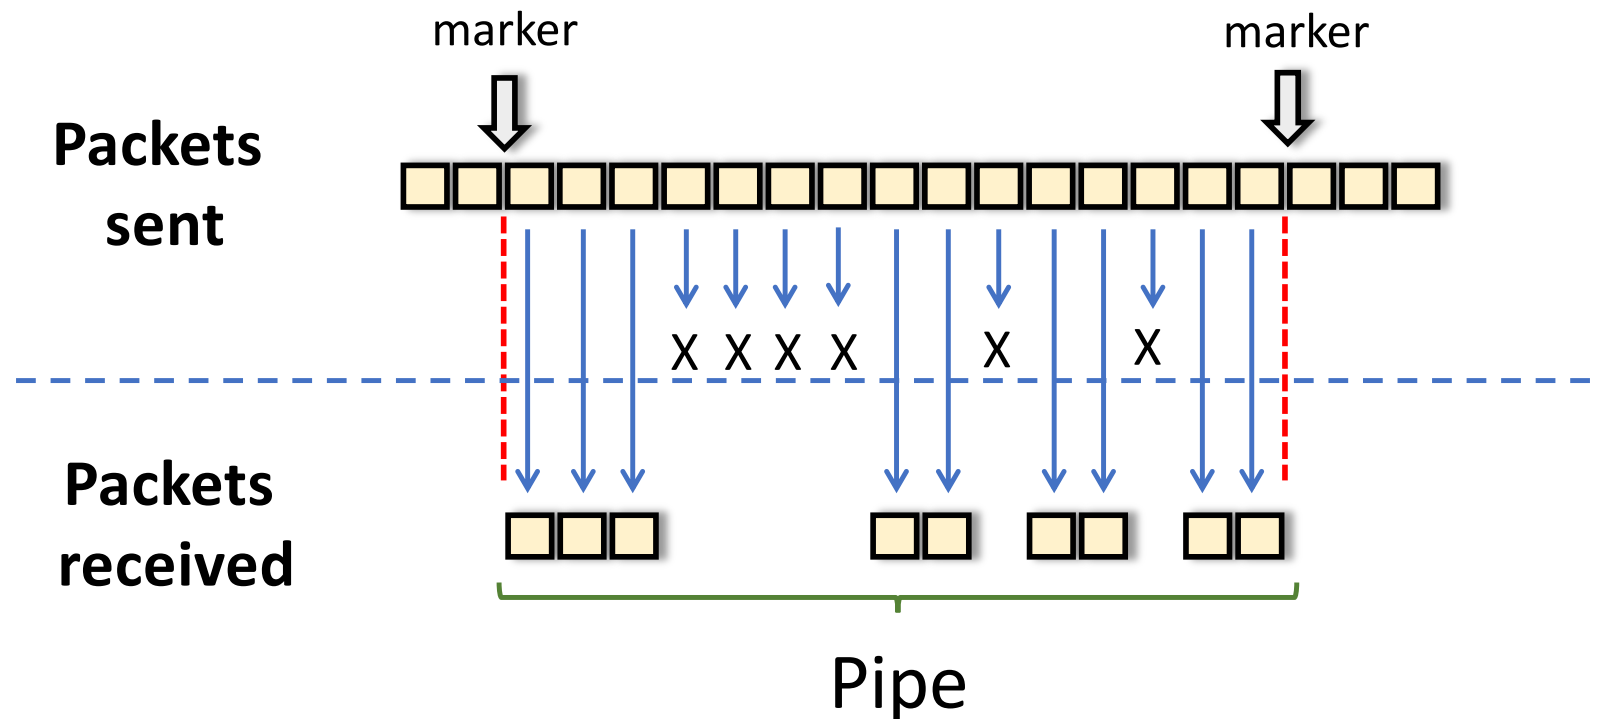 marker
marker
Packets
sent
X X X X X X
Packets
received
Pipe